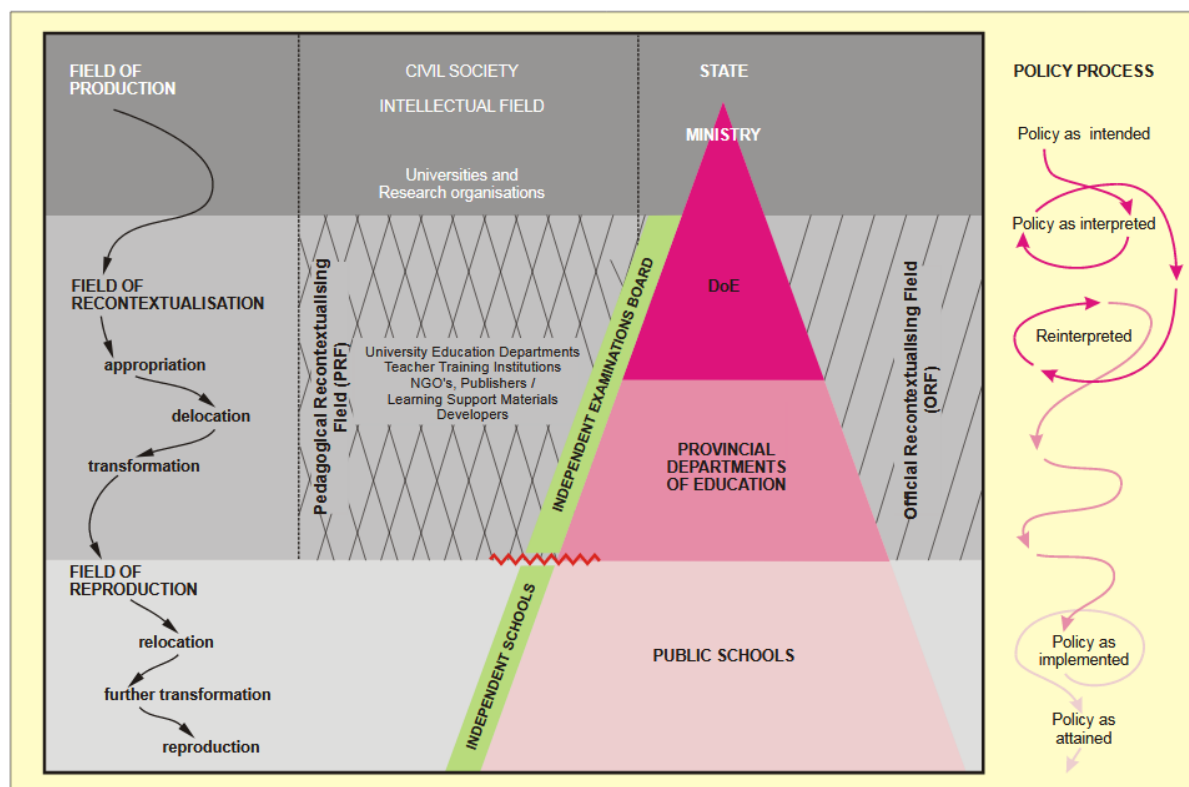 FIELD OF
PRODUCTION
CIVIL SOCIETY
INTELLECTUAL FIELD
Universities and
Research organisations
STATE
MINISTRY
POLICY PROCESS
Policy as intended
Policy as interpreted
Reinterpreted
Policy as
implemented
Policy as
attained
FIELD OF
RECONTEXTUALISATION
appropriation
delocation
transformation
Pedagogical Recontextualising
Field (PRF)
University Education Departments
Teacher Training Institutions
NGO's, Publishers /
Learning Support Materials
Developers
INDEPENDENT EXAMINATIONS BOARD
DoE
PROVINCIAL
DEPARTMENTS
OF EDUCATION
Official Recontextualising Field
(ORF)
FIELD OF
REPRODUCTION
relocation
further transformation
reproduction
INDEPENDENT SCHOOLS
PUBLIC SCHOOLS